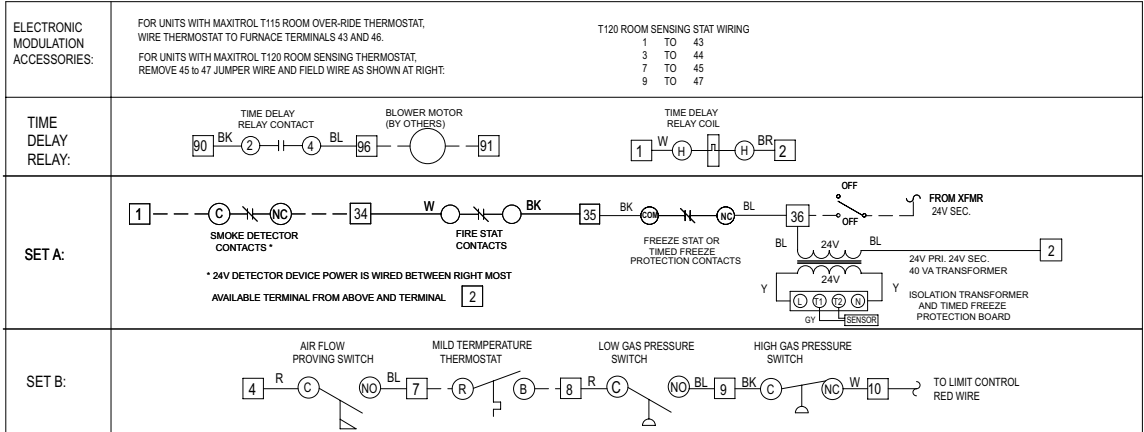 ELECTRONIC
MODULATION
ACCESSORIES:
FOR UNITS WITH MAXITROL T115 ROOM OVER-RIDE THERMOSTAT,
WIRE THERMOSTAT TO FURNACE TERMINALS 43 AND 46.
FOR UNITS WITH MAXITROL T120 ROOM SENSING THERMOSTAT,
REMOVE 45 to 47 JUMPER WIRE AND FIELD WIRE AS SHOWN AT RIGHT:
T120 ROOM SENSING STAT WIRING
1 TO 43
3 TO 44
7 TO 45
9 TO 47
TIME
DELAY
RELAY:
TIME DELAY
RELAY CONTACT
BLOWER MOTOR
(BY OTHERS)
90 BK 2 4 BL 96 91
TIME DELAY
RELAY COIL
1 W H H BR 2
SET A:
1 C NC 34 W BK 35 BK COM NC BL 36
SMOKE DETECTOR
CONTACTS *
FIRE STAT
CONTACTS
FREEZE STAT OR
TIMED FREEZE
PROTECTION CONTACTS
OFF
OFF
FROM XFMR
24V SEC.
BL 24V BL 2
24V
24V PRI. 24V SEC.
40 VA TRANSFORMER
Y Y
L T1 T2 N
GY SENSOR
ISOLATION TRANSFORMER
AND TIMED FREEZE
PROTECTION BOARD
* 24V DETECTOR DEVICE POWER IS WIRED BETWEEN RIGHT MOST
AVAILABLE TERMINAL FROM ABOVE AND TERMINAL 2
SET B:
AIR FLOW
PROVING SWITCH
MILD TERMPERATURE
THERMOSTAT
LOW GAS PRESSURE
SWITCH
HIGH GAS PRESSURE
SWITCH
4 R C NO BL 7 R B 8 R C NO BL 9 BK C NC W 10
TO LIMIT CONTROL
RED WIRE